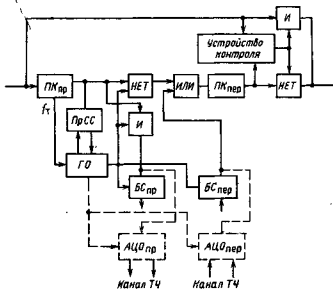 И
Устройство контроля
ПКпр
НЕТ
ИЛИ
ПКпер
НЕТ
fт
ПрСС
И
ГО
БСпр
БСпер
АЦОпр
АЦОпер
Канал ТЧ
Канал ТЧ